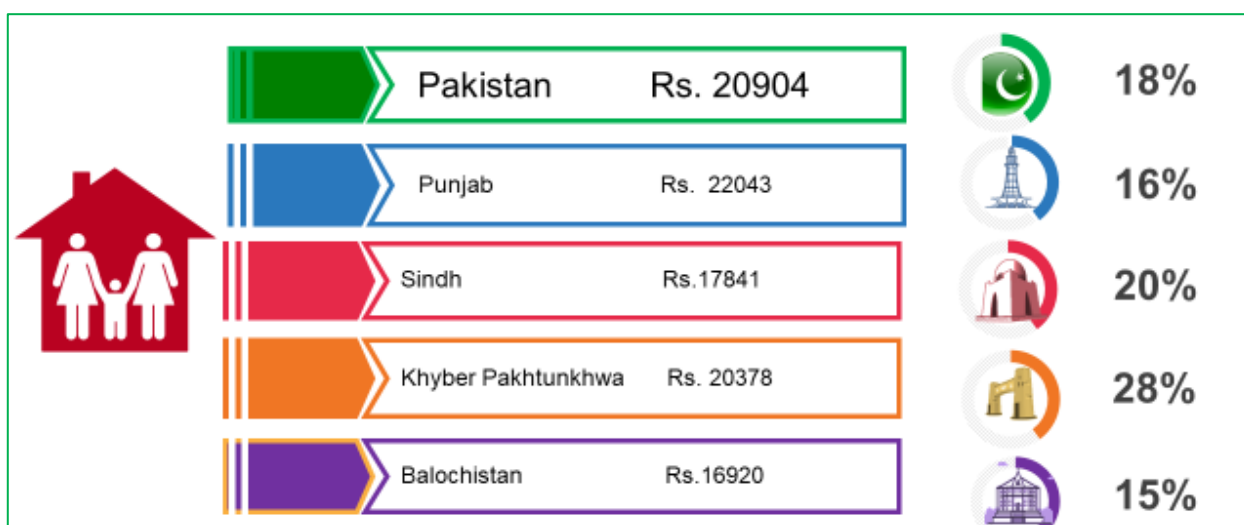 Pakistan Rs. 20904 18%
Punjab Rs. 22043 16%
Sindh Rs.17841 20%
Khyber Pakhtunkhwa Rs. 20378 28%
Balochistan Rs.16920 15%